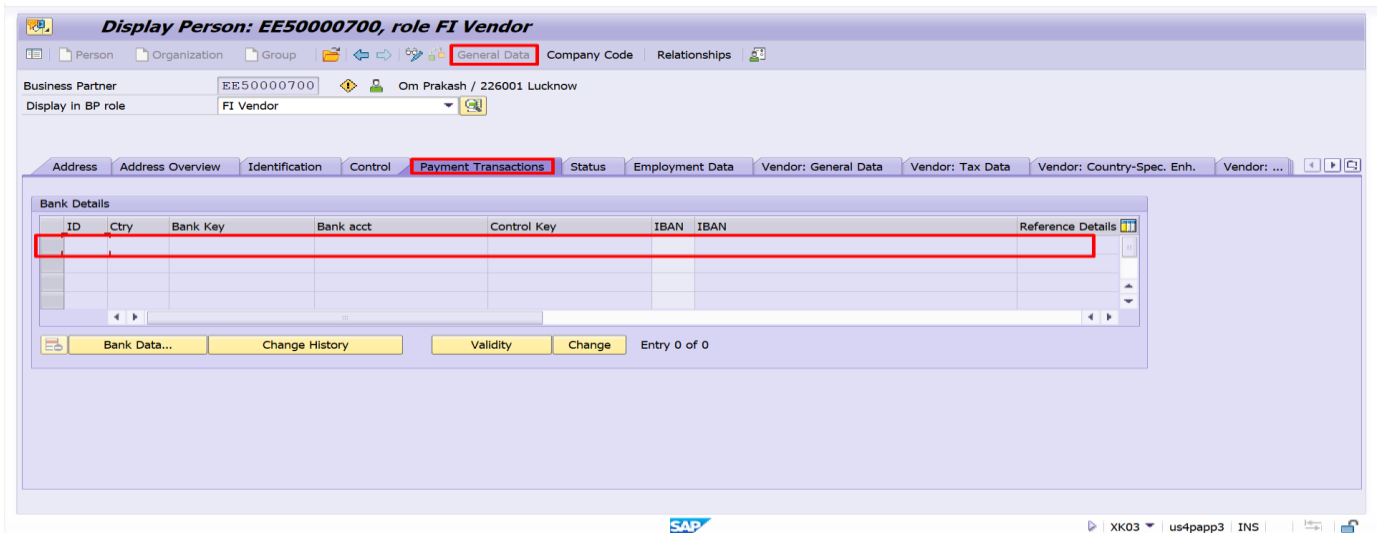 Display Person: EE50000700, role FI Vendor
Person Organization Group General Data Company Code Relationships
Business Partner EE50000700 Om Prakash / 226001 Lucknow
Display in BP role FI Vendor
Address Address Overview Identification Control Payment Transactions Status Employment Data Vendor: General Data Vendor: Tax Data Vendor: Country-Spec. Enh. Vendor: ...
Bank Details
ID Ctry Bank Key Bank acct Control Key IBAN IBAN Reference Details
Bank Data... Change History Validity Change Entry 0 of 0
SAP XK03 us4papp3 INS